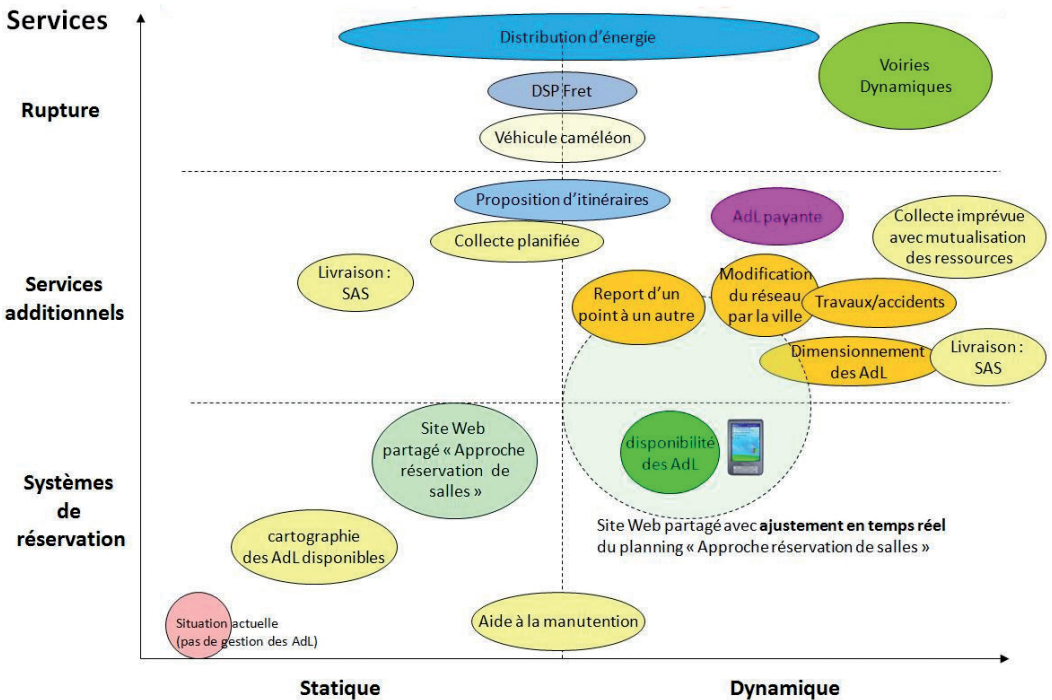 Services
Distribution d'énergie
Voiries
Dynamiques
Rupture
DSP Fret
Véhicule caméléon
Proposition d'itinéraires
AdL payante
Collecte imprévue
avec mutualisation
des ressources
Collecte planifiée
Services
additionnels
Livraison :
SAS
Report d'un
point à un autre
Modification
du réseau
par la ville
Travaux/accidents
Dimensionnement
des AdL
Livraison :
SAS
Site Web
partagé « Approche
réservation de
salles »
disponibilité
des AdL
Systèmes
de
réservation
Site Web partagé avec ajustement en temps réel
du planning « Approche réservation de salles »
cartographie
des AdL disponibles
Situation actuelle
(pas de gestion des AdL)
Aide à la manutention
Statique
Dynamique